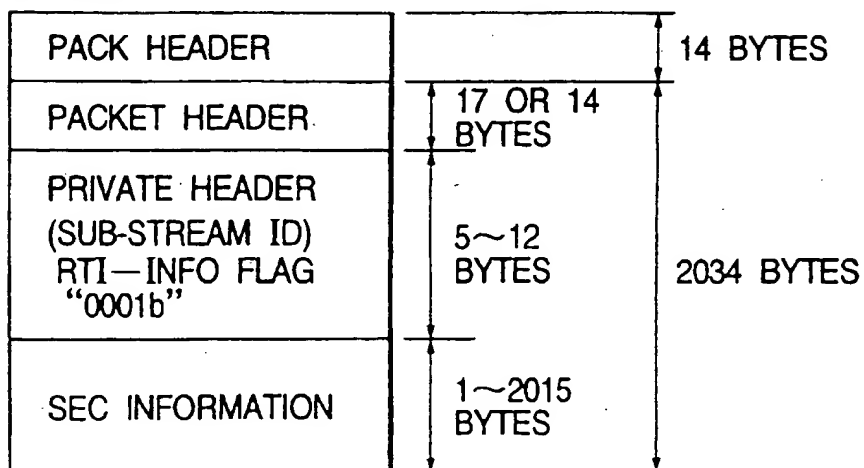 PACK HEADER
14 BYTES
PACKET HEADER
17 OR 14
BYTES
PRIVATE HEADER
(SUB-STREAM ID)
RTI—INFO FLAG
“0001b”
5～12
BYTES
2034 BYTES
SEC INFORMATION
1～2015
BYTES